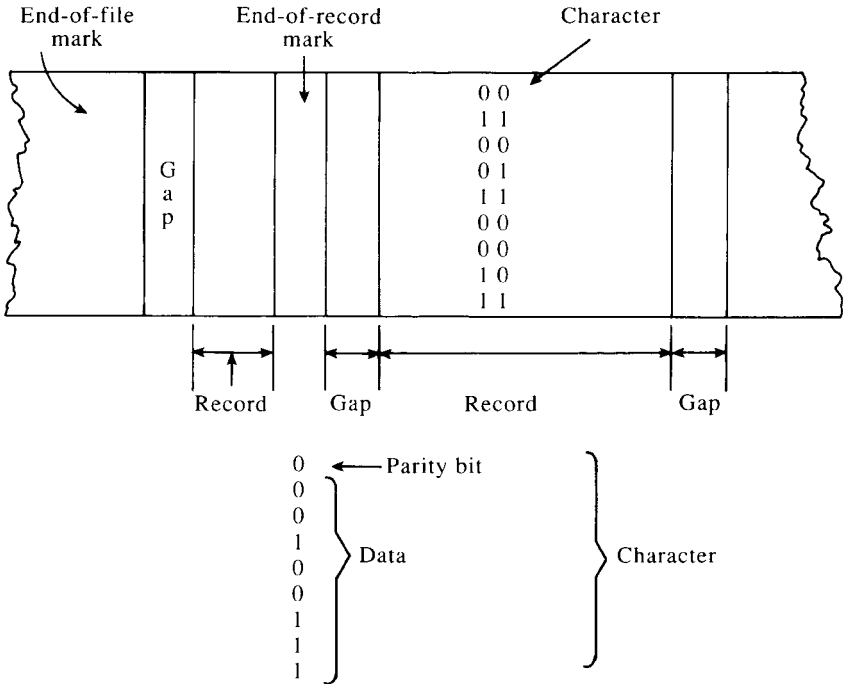 End-of-file
mark
End-of-record
mark
Character
Gap
0 0
1 1
0 0
0 1
1 1
0 0
0 0
1 0
1 1
Record
Gap
Record
Gap
0
Parity bit
0
0
1
0
0
1
1
1
Data
Character